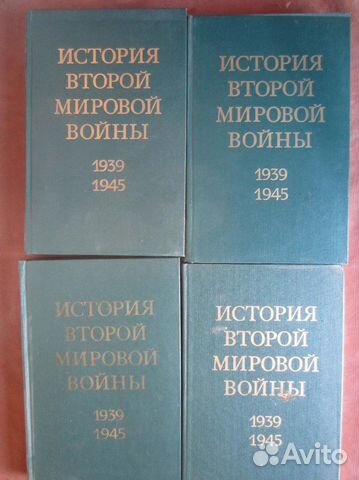 ИСТОРИЯ
ВТОРОЙ
МИРОВОЙ
ВОЙНЫ
1939
1945
ИСТОРИЯ
ВТОРОЙ
МИРОВОЙ
ВОЙНЫ
1939
1945
ИСТОРИЯ
ВТОРОЙ
МИРОВОЙ
ВОЙНЫ
1939
1945
ИСТОРИЯ
ВТОРОЙ
МИРОВОЙ
ВОЙНЫ
1939
1945
Avito